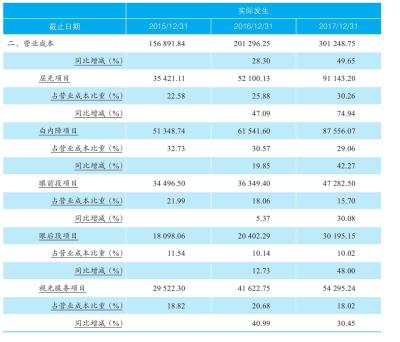 实际发生
截止日期 2015/12/31 2016/12/31 2017/12/31
二、营业成本 156 891.84 201 296.25 301 248.75
同比增减(%) 28.30 49.65
屈光项目 35 421.11 52 100.13 91 143.20
占营业成本比重(%) 22.58 25.88 30.26
同比增减(%) 47.09 74.94
白内障项目 51 348.74 61 541.60 87 556.07
占营业成本比重(%) 32.73 30.57 29.06
同比增减(%) 19.85 42.27
眼前段项目 34 496.50 36 349.40 47 282.50
占营业成本比重(%) 21.99 18.06 15.70
同比增减(%) 5.37 30.08
眼后段项目 18 098.06 20 402.29 30 195.15
占营业成本比重(%) 11.54 10.14 10.02
同比增减(%) 12.73 48.00
视光服务项目 29 522.30 41 622.75 54 295.24
占营业成本比重(%) 18.82 20.68 18.02
同比增减(%) 40.99 30.45